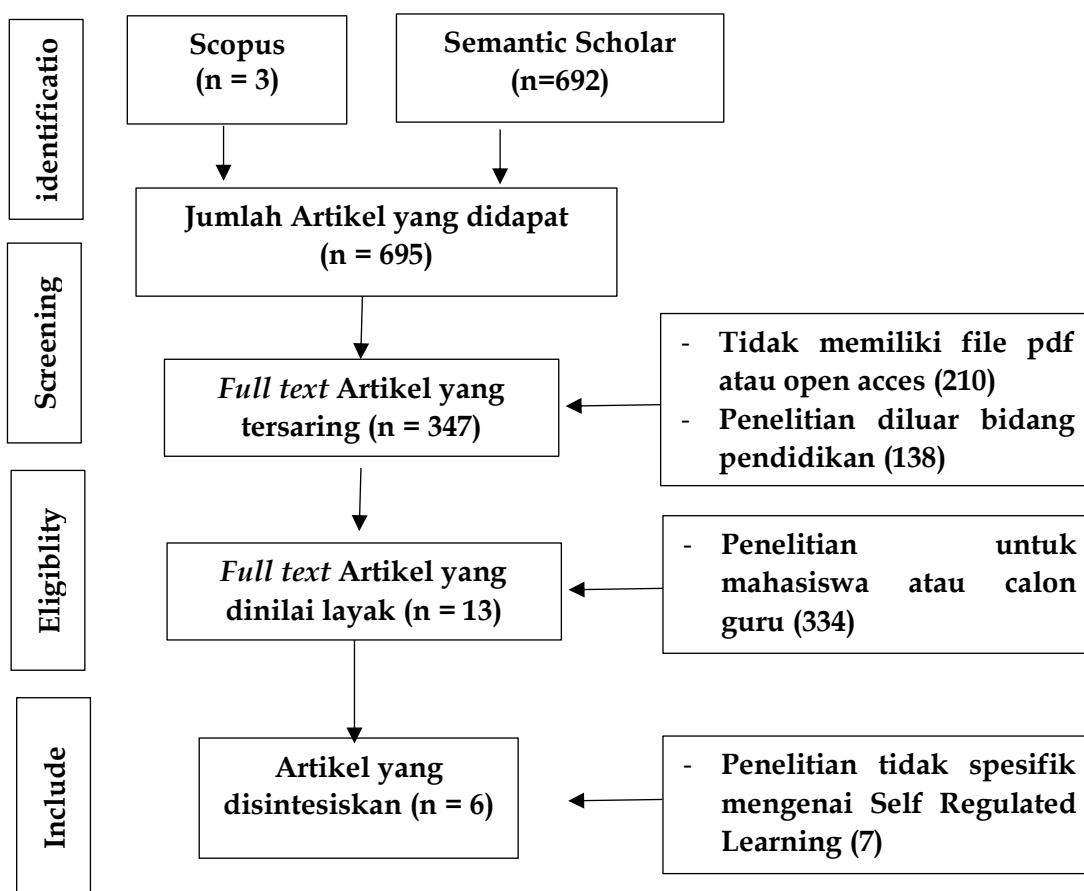 identificatio
Scopus
(n = 3)
Semantic Scholar
(n=692)
Jumlah Artikel yang didapat
(n = 695)
Screening
Full text Artikel yang
tersaring (n = 347)
- Tidak memiliki file pdf
atau open acces (210)
- Penelitian diluar bidang
pendidikan (138)
Eligiblity
Full text Artikel yang
dinilai layak (n = 13)
- Penelitian untuk
mahasiswa atau calon
guru (334)
Include
Artikel yang
disintesiskan (n = 6)
- Penelitian tidak spesifik
mengenai Self Regulated
Learning (7)